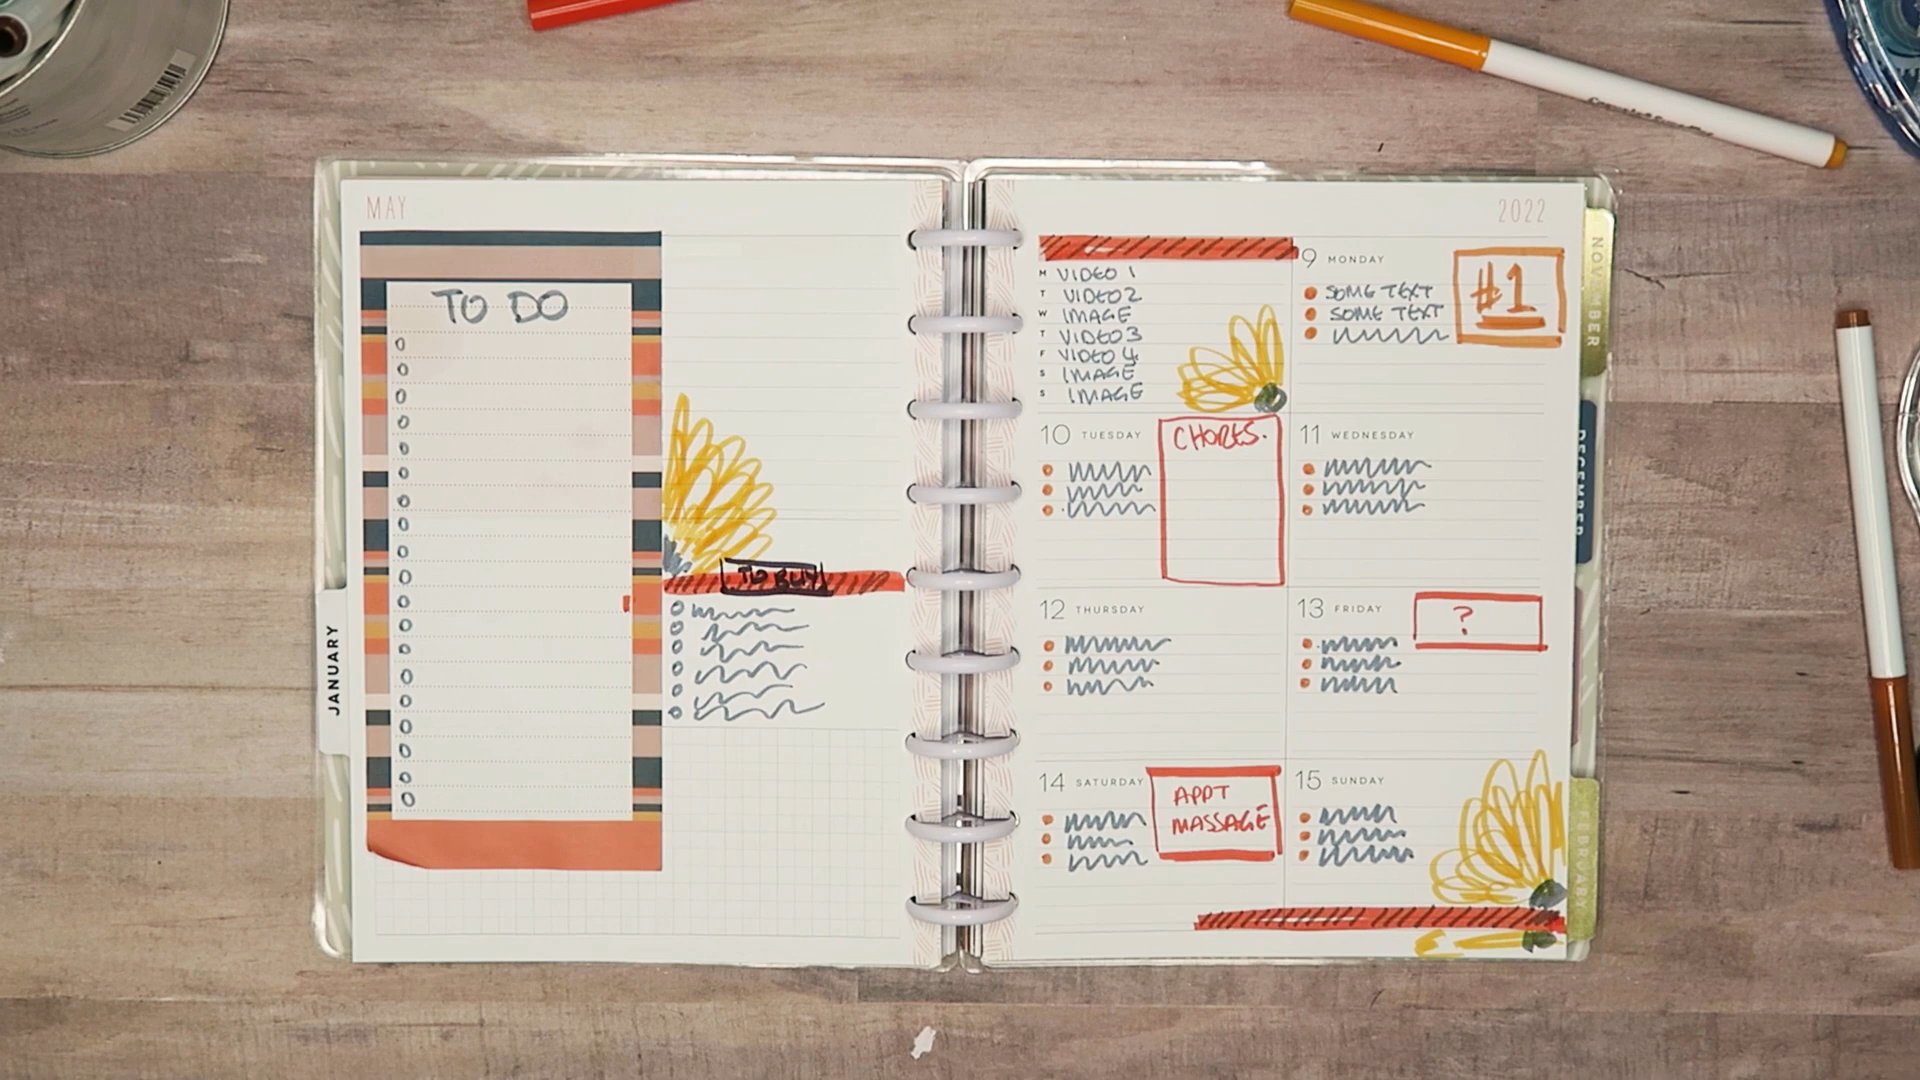 MAY
TO DO
TO BUY
JANUARY
2022
M VIDEO 1
T VIDEO 2
W IMAGE
T VIDEO 3
F VIDEO 4
S IMAGE
S IMAGE
9 MONDAY
#1
SOME TEXT
SOME TEXT
10 TUESDAY
CHORES.
11 WEDNESDAY
12 THURSDAY
13 FRIDAY
?
14 SATURDAY
APPT
MASSAGE
15 SUNDAY
NOVEMBER
DECEMBER
FEBRUARY